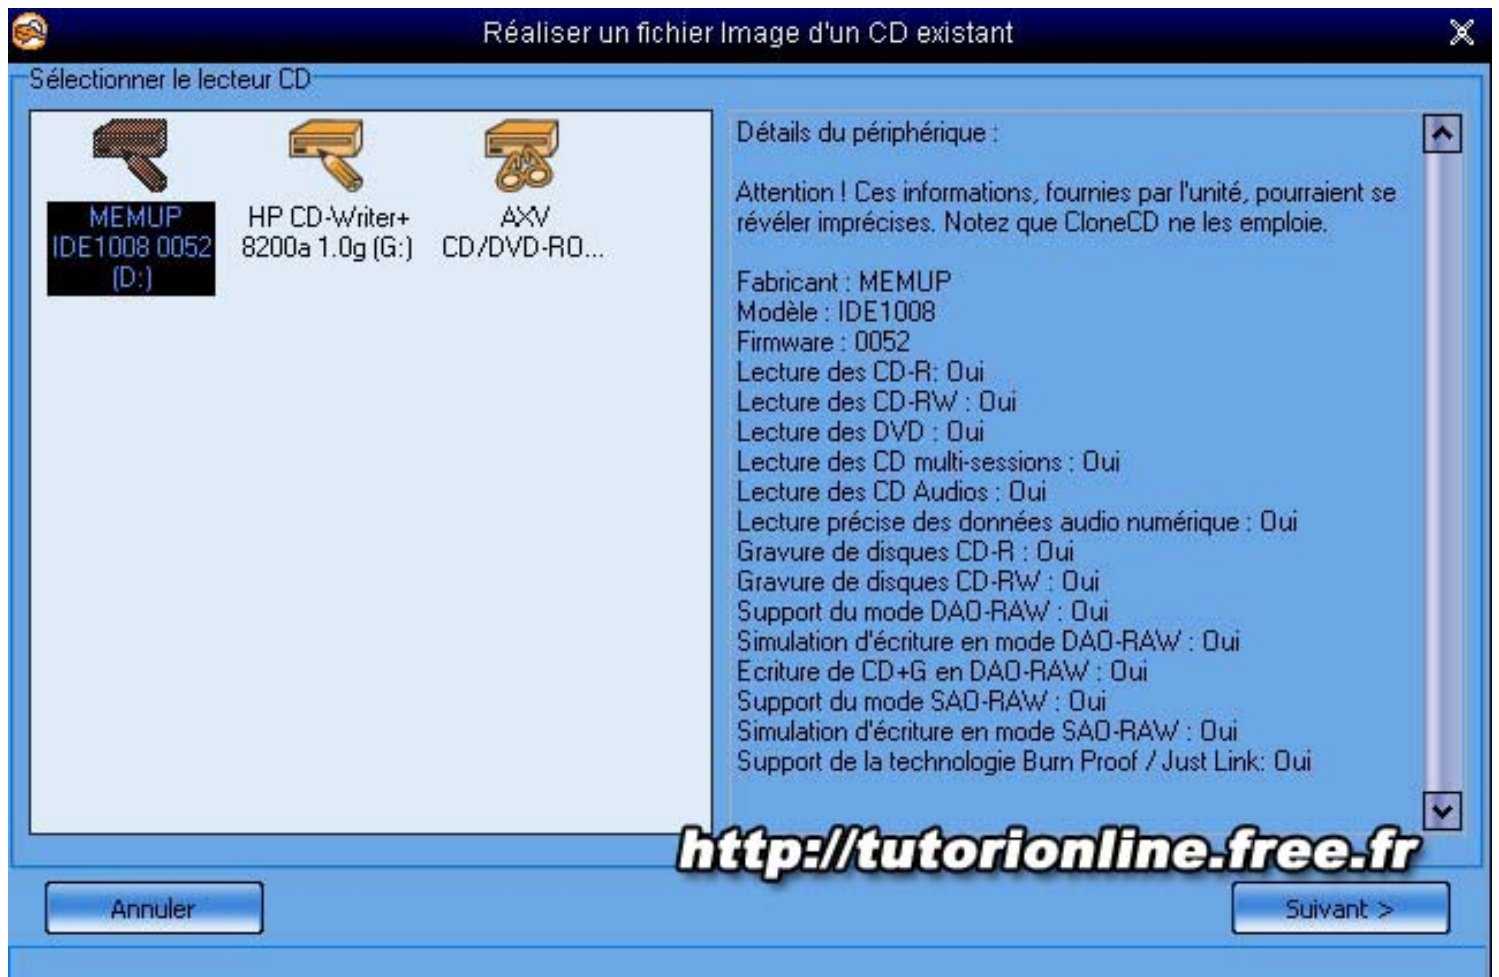 Réaliser un fichier Image d'un CD existant
Sélectionner le lecteur CD
MEMUP
IDE1008 0052
(D:)
HP CD-Writer+
8200a 1.0g (G:)
AXV
CD/DVD-RO...
Détails du périphérique :
Attention ! Ces informations, fournies par l'unité, pourraient se
révéler imprécises. Notez que CloneCD ne les emploie.
Fabricant : MEMUP
Modèle : IDE1008
Firmware : 0052
Lecture des CD-R: Oui
Lecture des CD-RW : Oui
Lecture des DVD : Oui
Lecture des CD multi-sessions : Oui
Lecture des CD Audios : Oui
Lecture précise des données audio numérique : Oui
Gravure de disques CD-R : Oui
Gravure de disques CD-RW : Oui
Support du mode DAO-RAW : Oui
Simulation d'écriture en mode DAO-RAW : Oui
Ecriture de CD+G en DAO-RAW : Oui
Support du mode SAO-RAW : Oui
Simulation d'écriture en mode SAO-RAW : Oui
Support de la technologie Burn Proof / Just Link: Oui
http://tutorionline.free.fr
Annuler
Suivant >